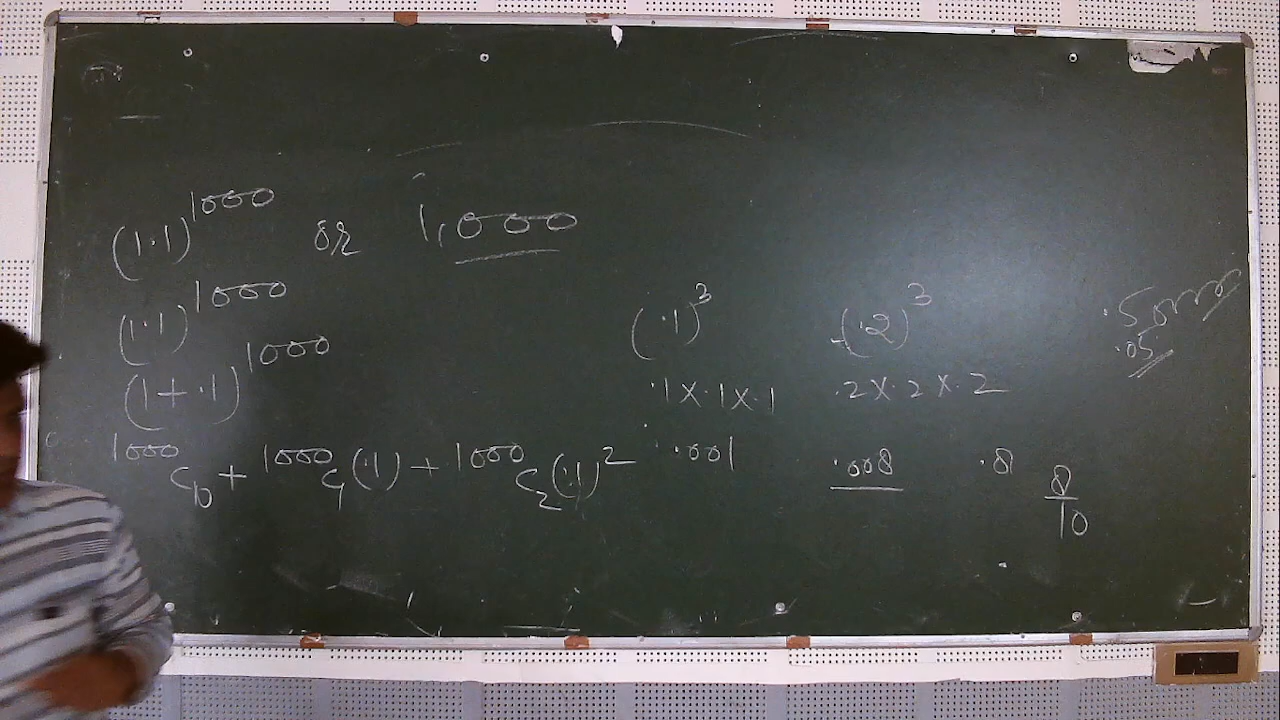 (1.1)^1000 or 1,000
(1.1)^1000
(1 + .1)^1000
1000C0 + 1000C1 (.1) + 1000C2 (.1)^2
(.1)^3
.1 x .1 x .1
.001
(.2)^3
.2 x .2 x .2
.008
.8
8/10
.05